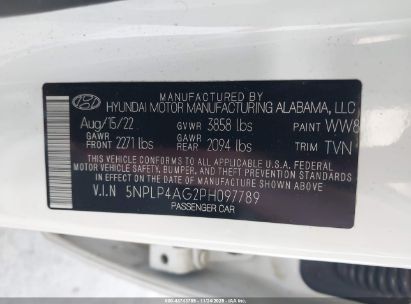 MANUFACTURED BY
HYUNDAI MOTOR MANUFACTURING ALABAMA, LLC
Aug/15/22 GVWR 3858 lbs PAINT WW8
GAWR FRONT 2271 lbs GAWR REAR 2094 lbs TRIM TVN
THIS VEHICLE CONFORMS TO ALL APPLICABLE U.S.A. FEDERAL
MOTOR VEHICLE SAFETY, BUMPER, AND THEFT PREVENTION
STANDARDS IN EFFECT ON THE DATE OF MANUFACTURE SHOWN ABOVE.
V.I.N 5NPLP4AG2PH097789
PASSENGER CAR